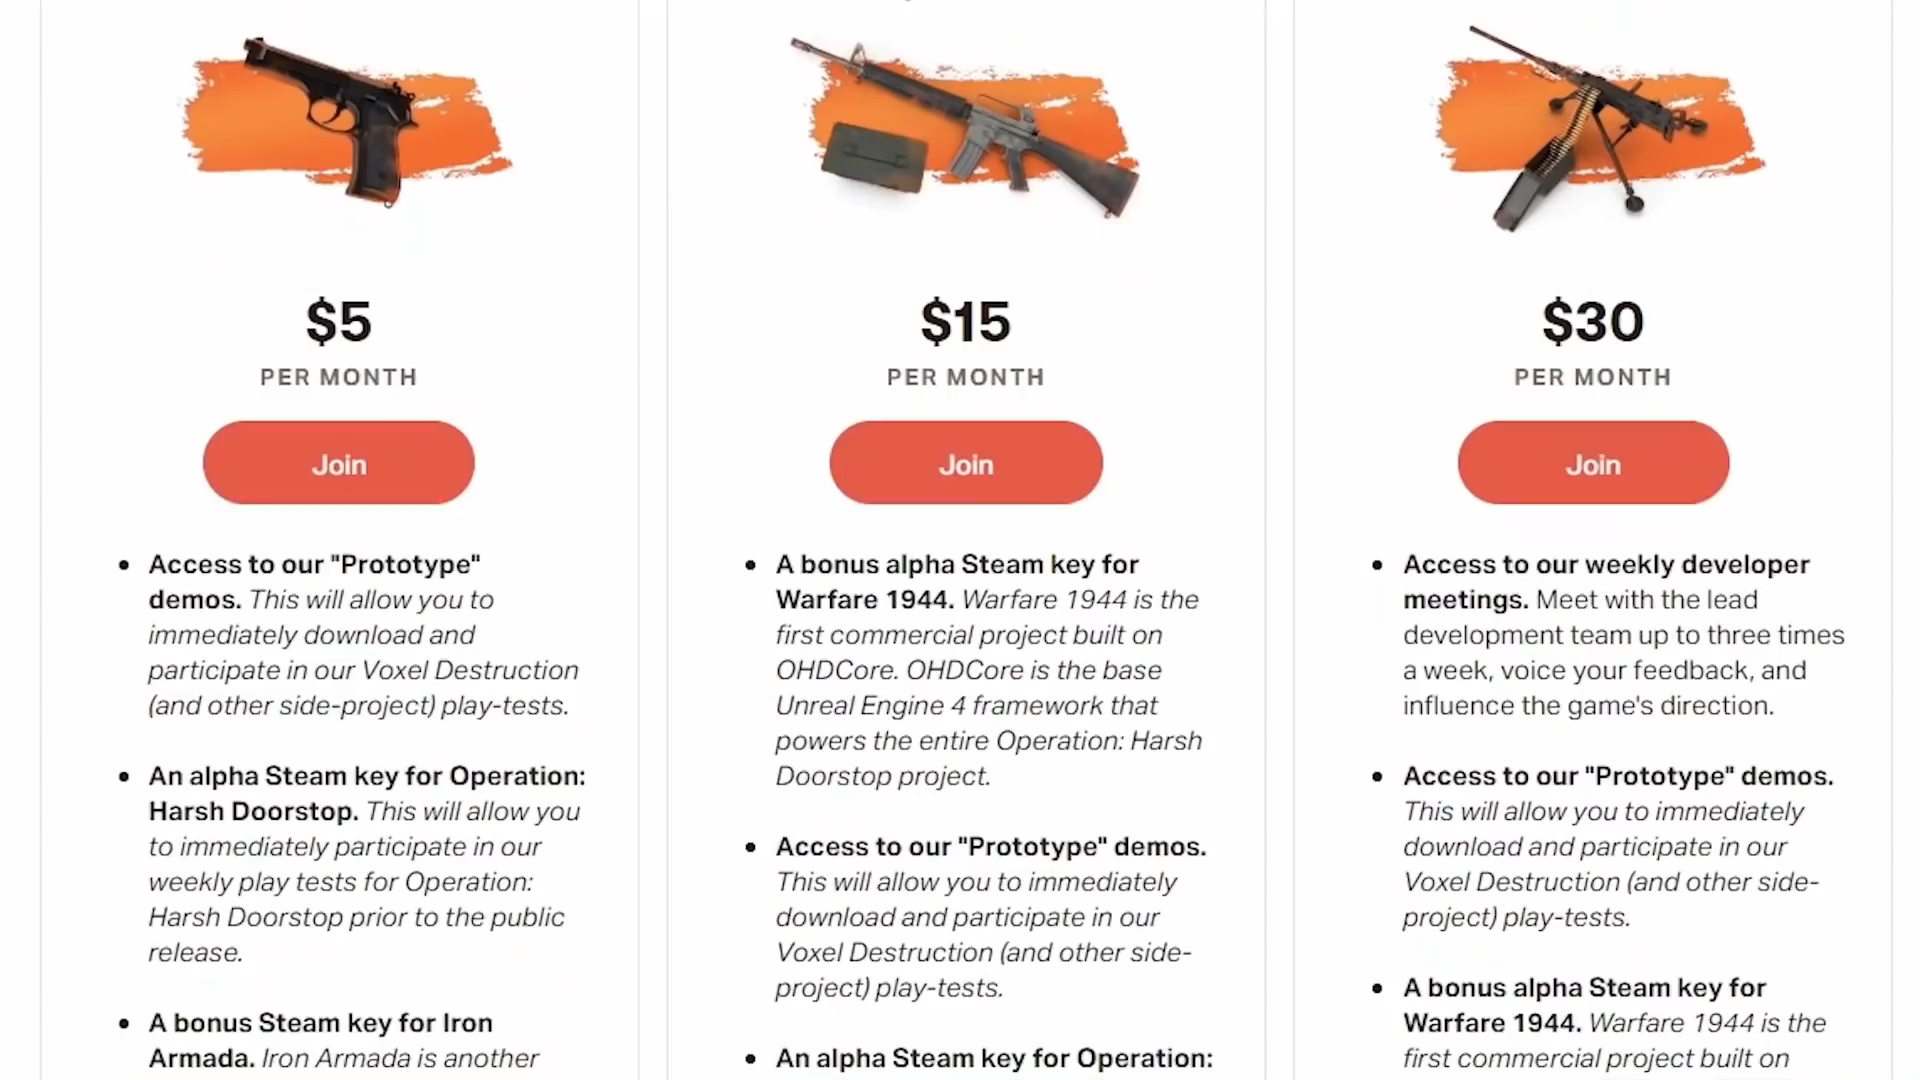 $5
PER MONTH
Join
Access to our "Prototype"
demos. This will allow you to
immediately download and
participate in our Voxel Destruction
(and other side-project) play-tests.
An alpha Steam key for Operation:
Harsh Doorstop. This will allow you
to immediately participate in our
weekly play tests for Operation:
Harsh Doorstop prior to the public
release.
A bonus Steam key for Iron
Armada. Iron Armada is another
$15
PER MONTH
Join
A bonus alpha Steam key for
Warfare 1944. Warfare 1944 is the
first commercial project built on
OHDCore. OHDCore is the base
Unreal Engine 4 framework that
powers the entire Operation: Harsh
Doorstop project.
Access to our "Prototype" demos.
This will allow you to immediately
download and participate in our
Voxel Destruction (and other side-
project) play-tests.
An alpha Steam key for Operation:
$30
PER MONTH
Join
Access to our weekly developer
meetings. Meet with the lead
development team up to three times
a week, voice your feedback, and
influence the game's direction.
Access to our "Prototype" demos.
This will allow you to immediately
download and participate in our
Voxel Destruction (and other side-
project) play-tests.
A bonus alpha Steam key for
Warfare 1944. Warfare 1944 is the
first commercial project built on